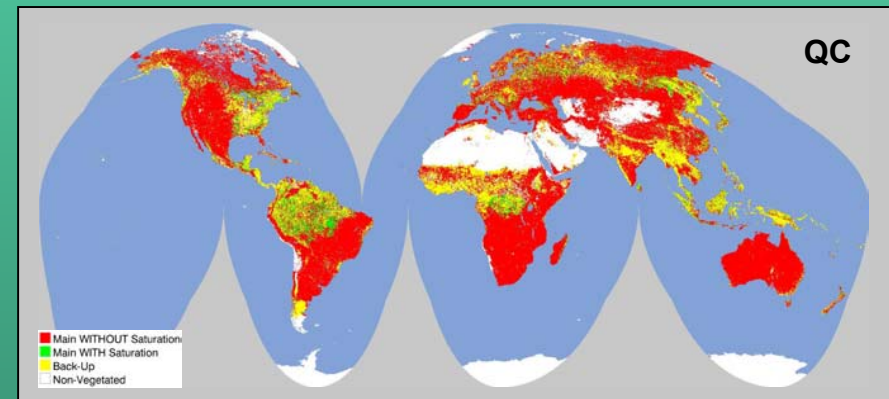 QC
Main WITHOUT Saturation
Main WITH Saturation
Back-Up
Non-Vegetated